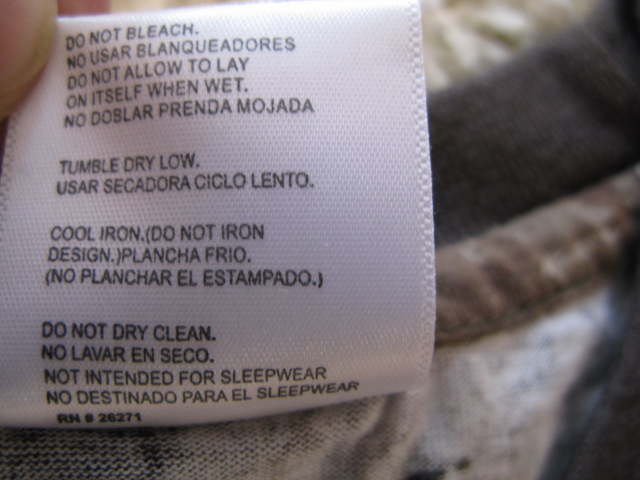 DO NOT BLEACH.
NO USAR BLANQUEADORES
DO NOT ALLOW TO LAY
ON ITSELF WHEN WET.
NO DOBLAR PRENDA MOJADA
TUMBLE DRY LOW.
USAR SECADORA CICLO LENTO.
COOL IRON.(DO NOT IRON
DESIGN.)PLANCHA FRIO.
(NO PLANCHAR EL ESTAMPADO.)
DO NOT DRY CLEAN.
NO LAVAR EN SECO.
NOT INTENDED FOR SLEEPWEAR
NO DESTINADO PARA EL SLEEPWEAR
RN # 26271